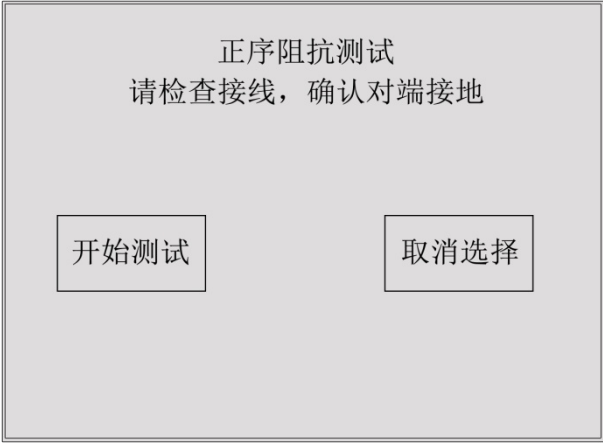 正序阻抗测试
请检查接线，确认对端接地
开始测试
取消选择